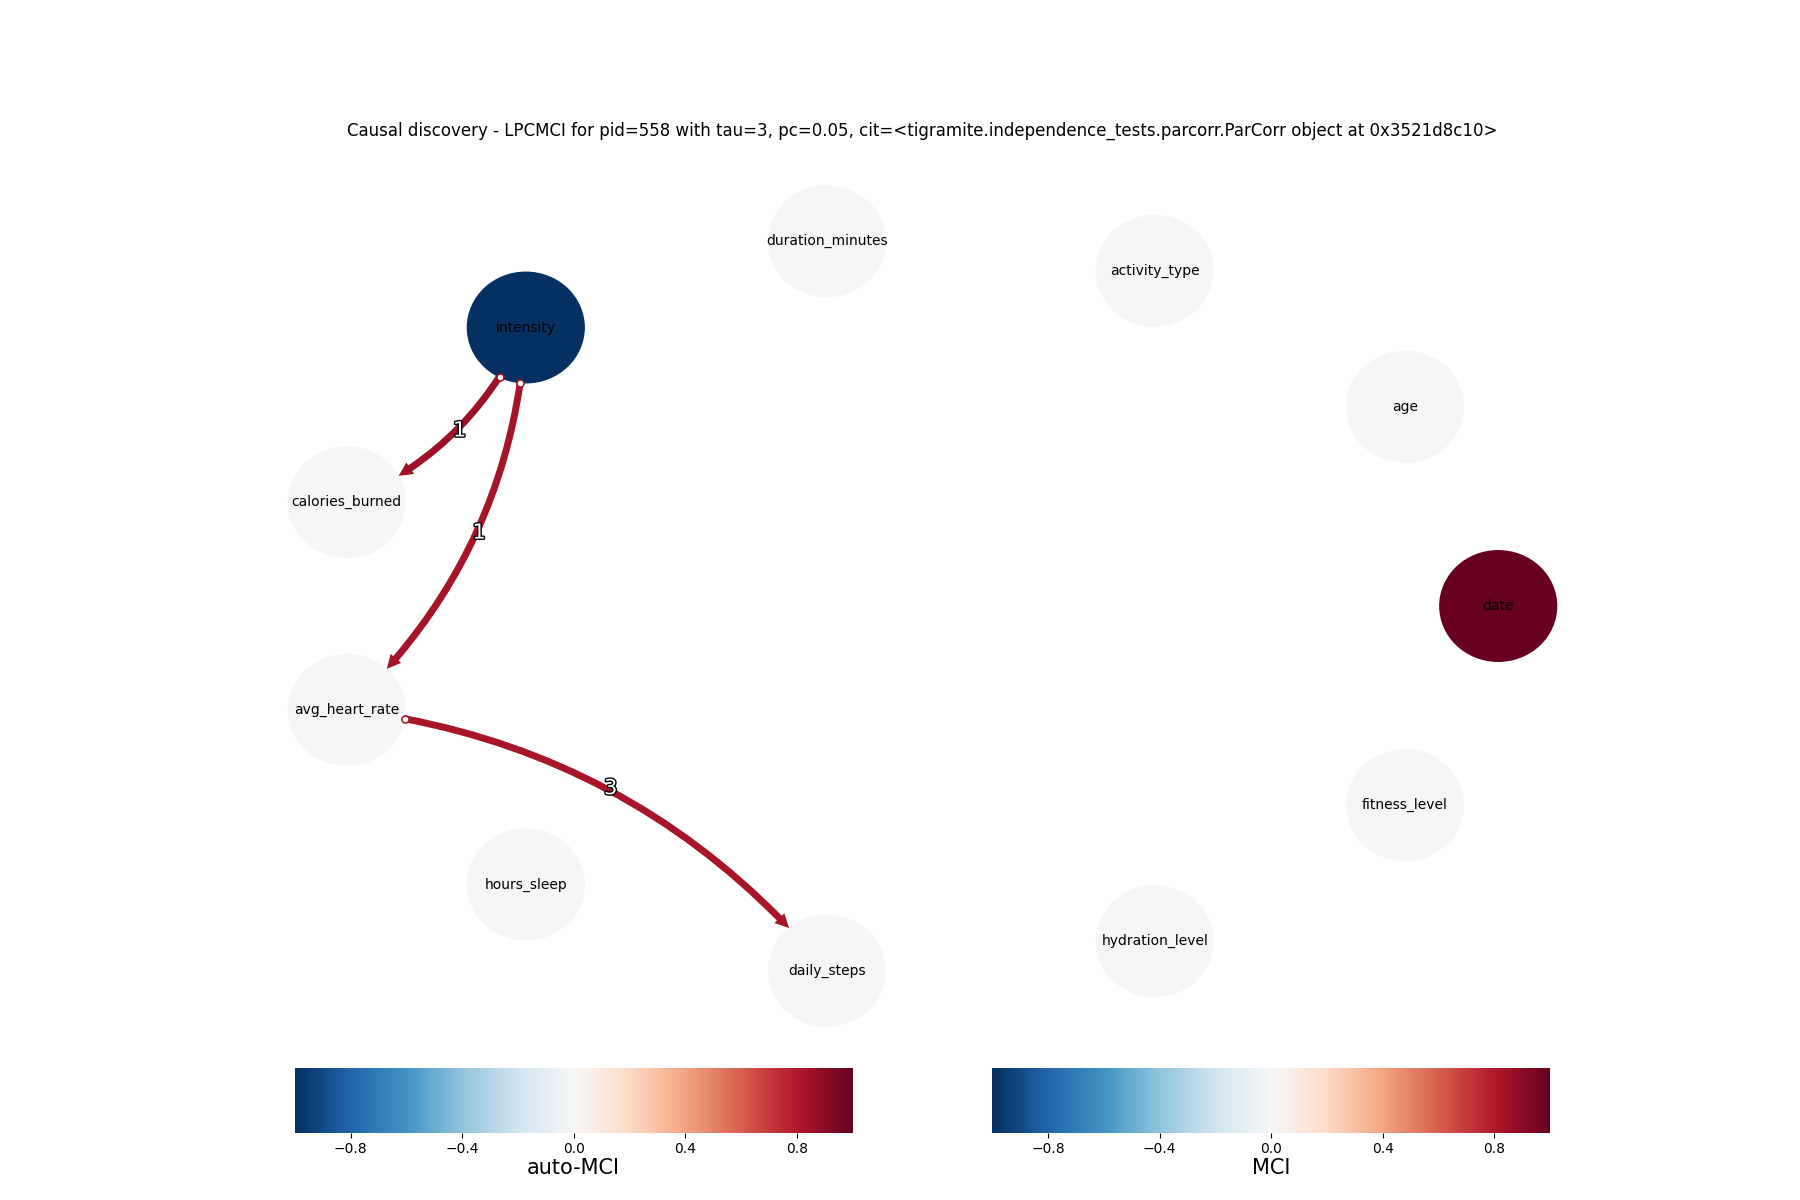 Causal discovery - LPCMCI for pid=558 with tau=3, pc=0.05, cit=<tigramite.independence_tests.parcorr.ParCorr object at 0x3521d8c10>
duration_minutes
activity_type
intensity
age
1
calories_burned
1
date
avg_heart_rate
3
fitness_level
hours_sleep
hydration_level
daily_steps
−0.8 −0.4 0.0 0.4 0.8
auto-MCI
−0.8 −0.4 0.0 0.4 0.8
MCI